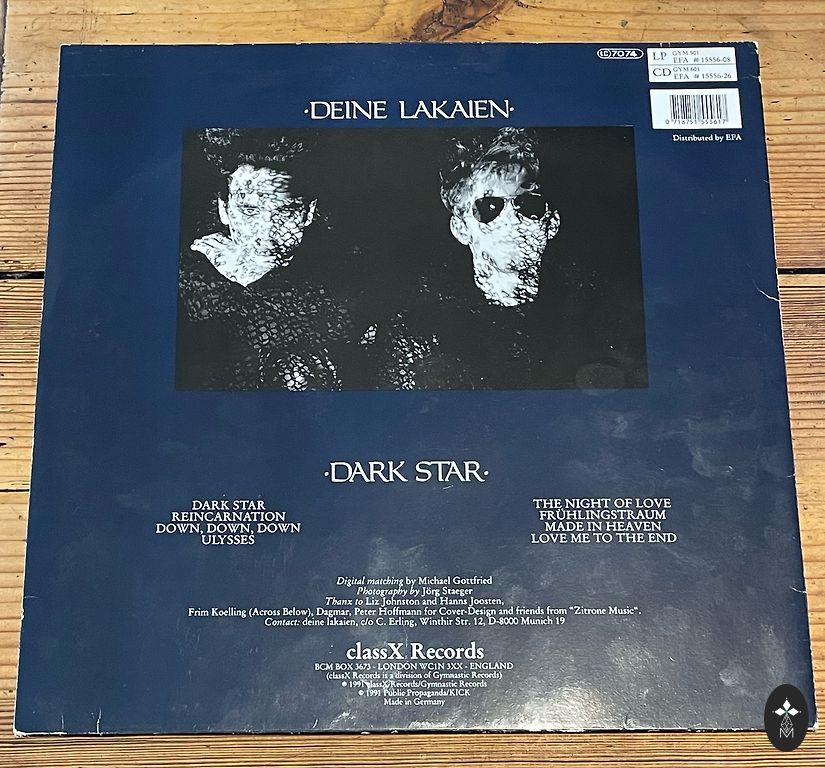 LC 7074
LP GYM 501
EFA # 15556-08
CD GYM 601
EFA # 15556-26
0 718751 555617
Distributed by EFA
·DEINE LAKAIEN·
·DARK STAR·
DARK STAR
REINCARNATION
DOWN, DOWN, DOWN
ULYSSES
THE NIGHT OF LOVE
FRÜHLINGSTRAUM
MADE IN HEAVEN
LOVE ME TO THE END
Digital matching by Michael Gottfried
Photography by Jörg Staeger
Thanx to Liz Johnston and Hanns Joosten,
Frim Koelling (Across Below), Dagmar, Peter Hoffmann for Cover-Design and friends from "Zitrone Music".
Contact: deine lakaien, c/o C. Erling, Winthir Str. 12, D-8000 Munich 19
classX Records
BCM BOX 3673 - LONDON WC1N 3XX - ENGLAND
(classX Records is a division of Gymnastic Records)
℗ 1991 classX/Records/Gymnastic Records
© 1991 Public Propaganda/KICK
Made in Germany